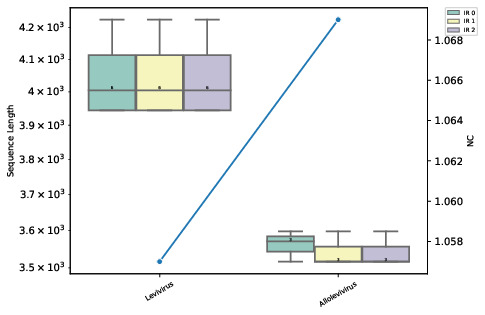 IR 0
IR 1
IR 2
4.2 × 10³
4.1 × 10³
4 × 10³
3.9 × 10³
3.8 × 10³
3.7 × 10³
3.6 × 10³
3.5 × 10³
Sequence Length
1.068
1.066
1.064
1.062
1.060
1.058
NC
Levivirus
Allolevivirus